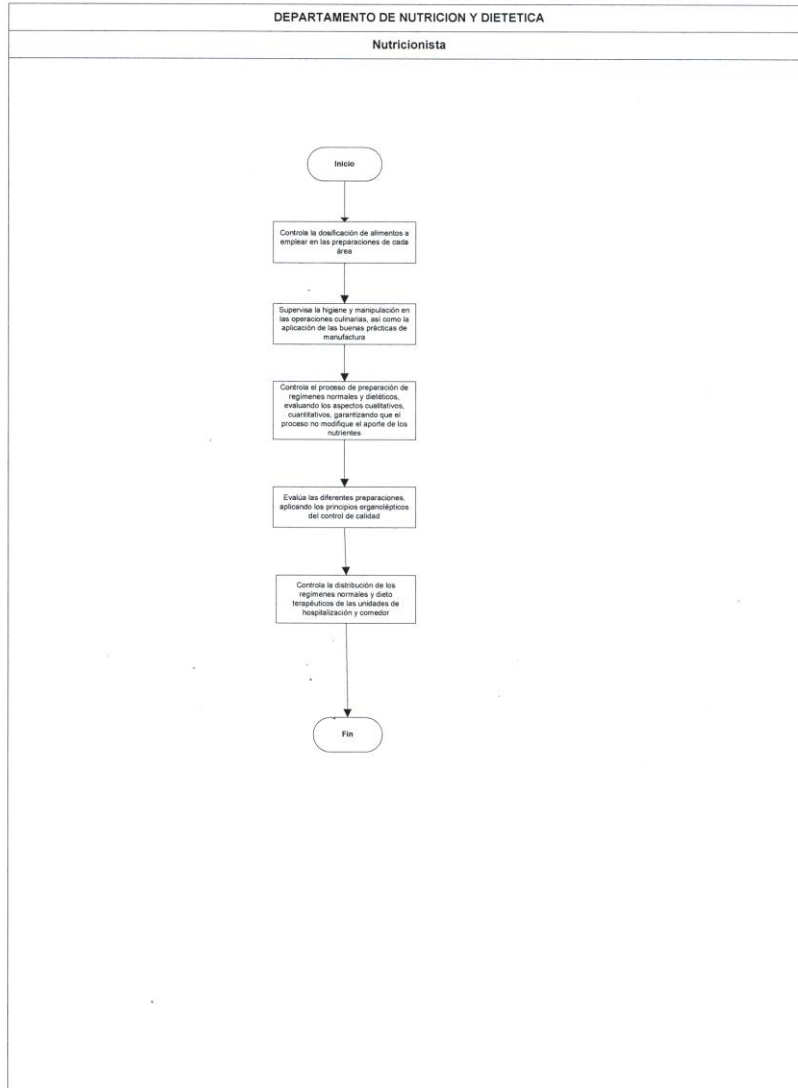 DEPARTAMENTO DE NUTRICION Y DIETETICA
Nutricionista
Inicio
Controla la dosificación de alimentos a
emplear en las preparaciones de cada
área
Supervisa la higiene y manipulación en
las operaciones culinarias, así como la
aplicación de las buenas prácticas de
manufactura
Controla el proceso de preparación de
regímenes normales y dietéticos,
evaluando los aspectos cualitativos,
cuantitativos, garantizando que el
proceso no modifique el aporte de los
nutrientes
Evalúa las diferentes preparaciones,
aplicando los principios organolépticos
del control de calidad
Controla la distribución de los
regímenes normales y dieto
terapéuticos de las unidades de
hospitalización y comedor
Fin